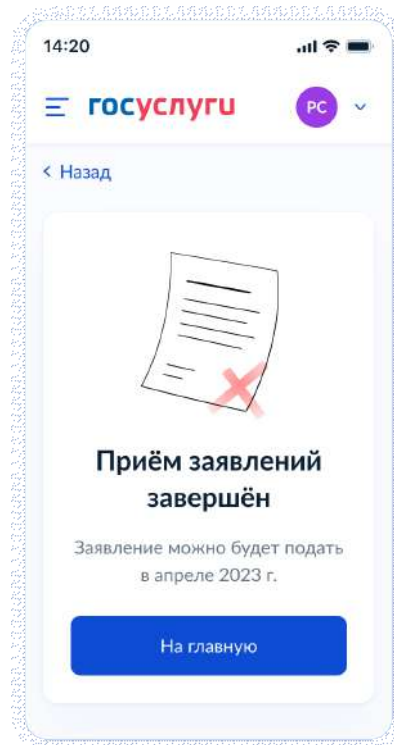 14:20
госуслуги
РС
Назад
Приём заявлений
завершён
Заявление можно будет подать
в апреле 2023 г.
На главную